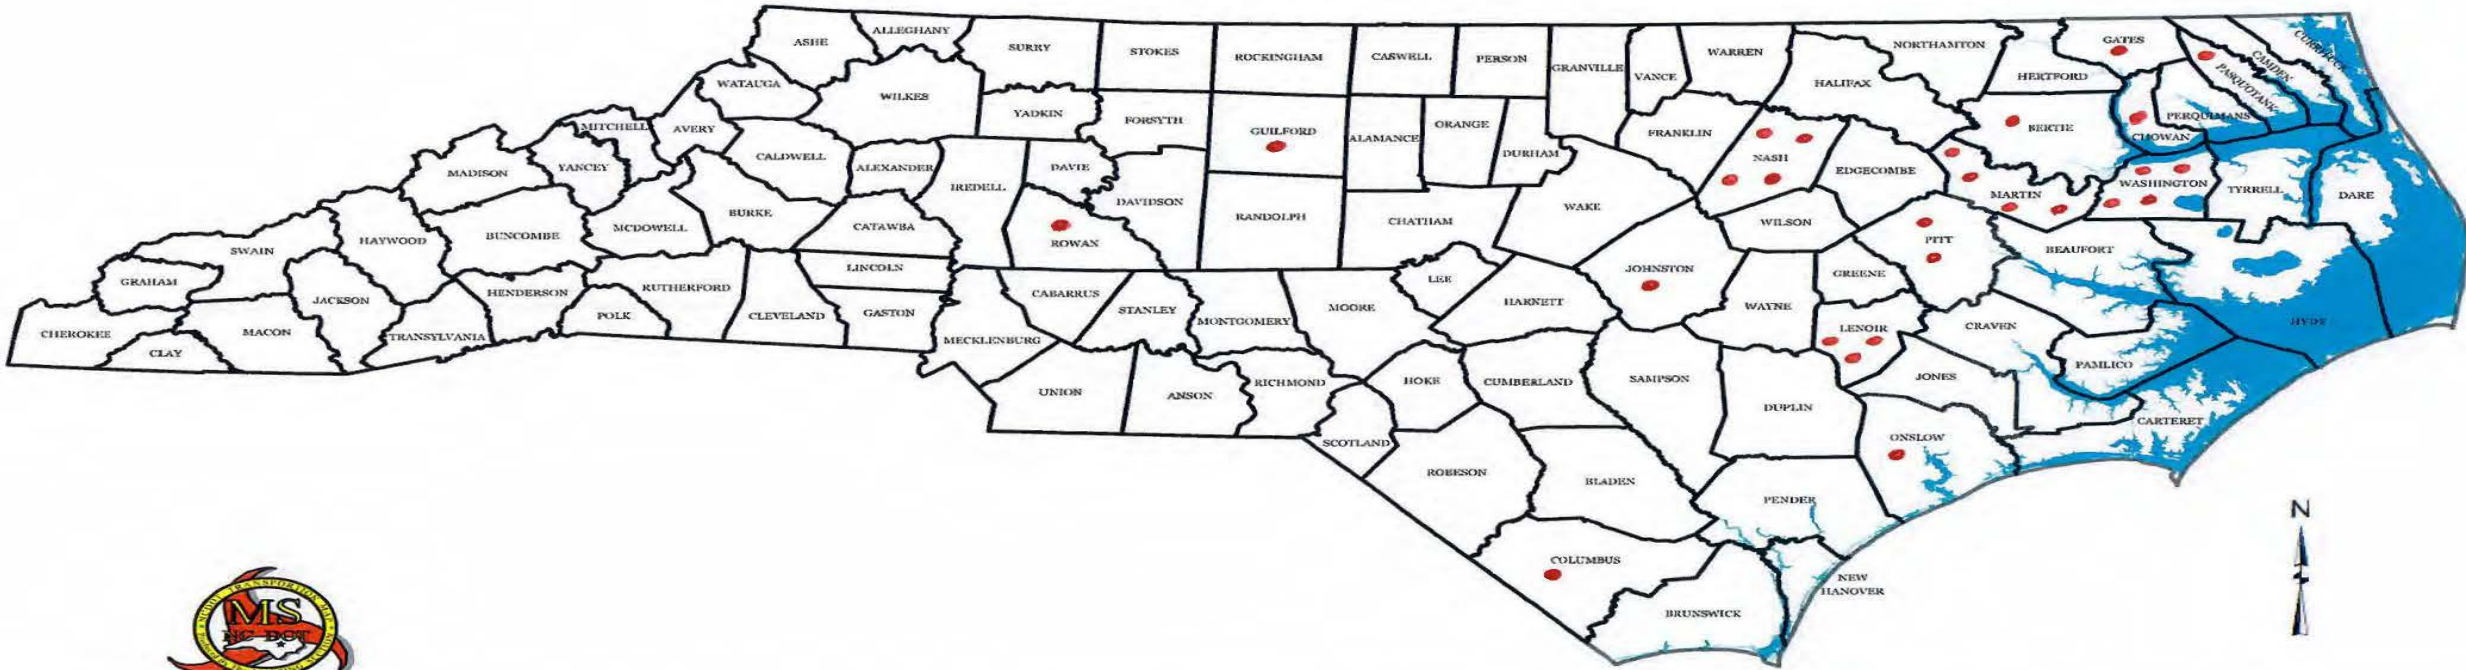 ASHE
ALLEGHANY
SURRY
STOKES
ROCKINGHAM
CASWELL
PERSON
GRANVILLE
VANCE
WARREN
NORTHAMTON
GATES
CURRITUCK
CAMDEN
PASQUOTANK
WATAUGA
WILKES
YADKIN
FORSYTH
GUILFORD
ALAMANCE
ORANGE
DURHAM
FRANKLIN
HALIFAX
HERTFORD
BERTIE
PERQUIMANS
CHOWAN
MITCHELL
AVERY
CALDWELL
ALEXANDER
IREDELL
DAVIE
DAVIDSON
RANDOLPH
CHATHAM
WAKE
NASH
EDGECOMBE
MARTIN
WASHINGTON
TYRRELL
DARE
MADISON
YANCEY
MCDOWELL
BURKE
CATAWBA
ROWAN
WILSON
PITT
BEAUFORT
SWAIN
HAYWOOD
BUNCOMBE
LINCOLN
LEE
JOHNSTON
GREENE
GRAHAM
JACKSON
HENDERSON
RUTHERFORD
GASTON
CABARRUS
STANLEY
MONTGOMERY
MOORE
HARNETT
WAYNE
LENOIR
CRAVEN
HYDE
CHEROKEE
CLAY
MACON
TRANSYLVANIA
POLK
CLEVELAND
MECKLENBURG
UNION
ANSON
RICHMOND
HOKE
CUMBERLAND
SAMPSON
DUPLIN
JONES
PAMLICO
CARTERET
SCOTLAND
ROBESON
BLADEN
PENDER
ONSLOW
COLUMBUS
BRUNSWICK
NEW
HANOVER
N
NCDOT TRANSPORTATION MAP
MS
NC DOT